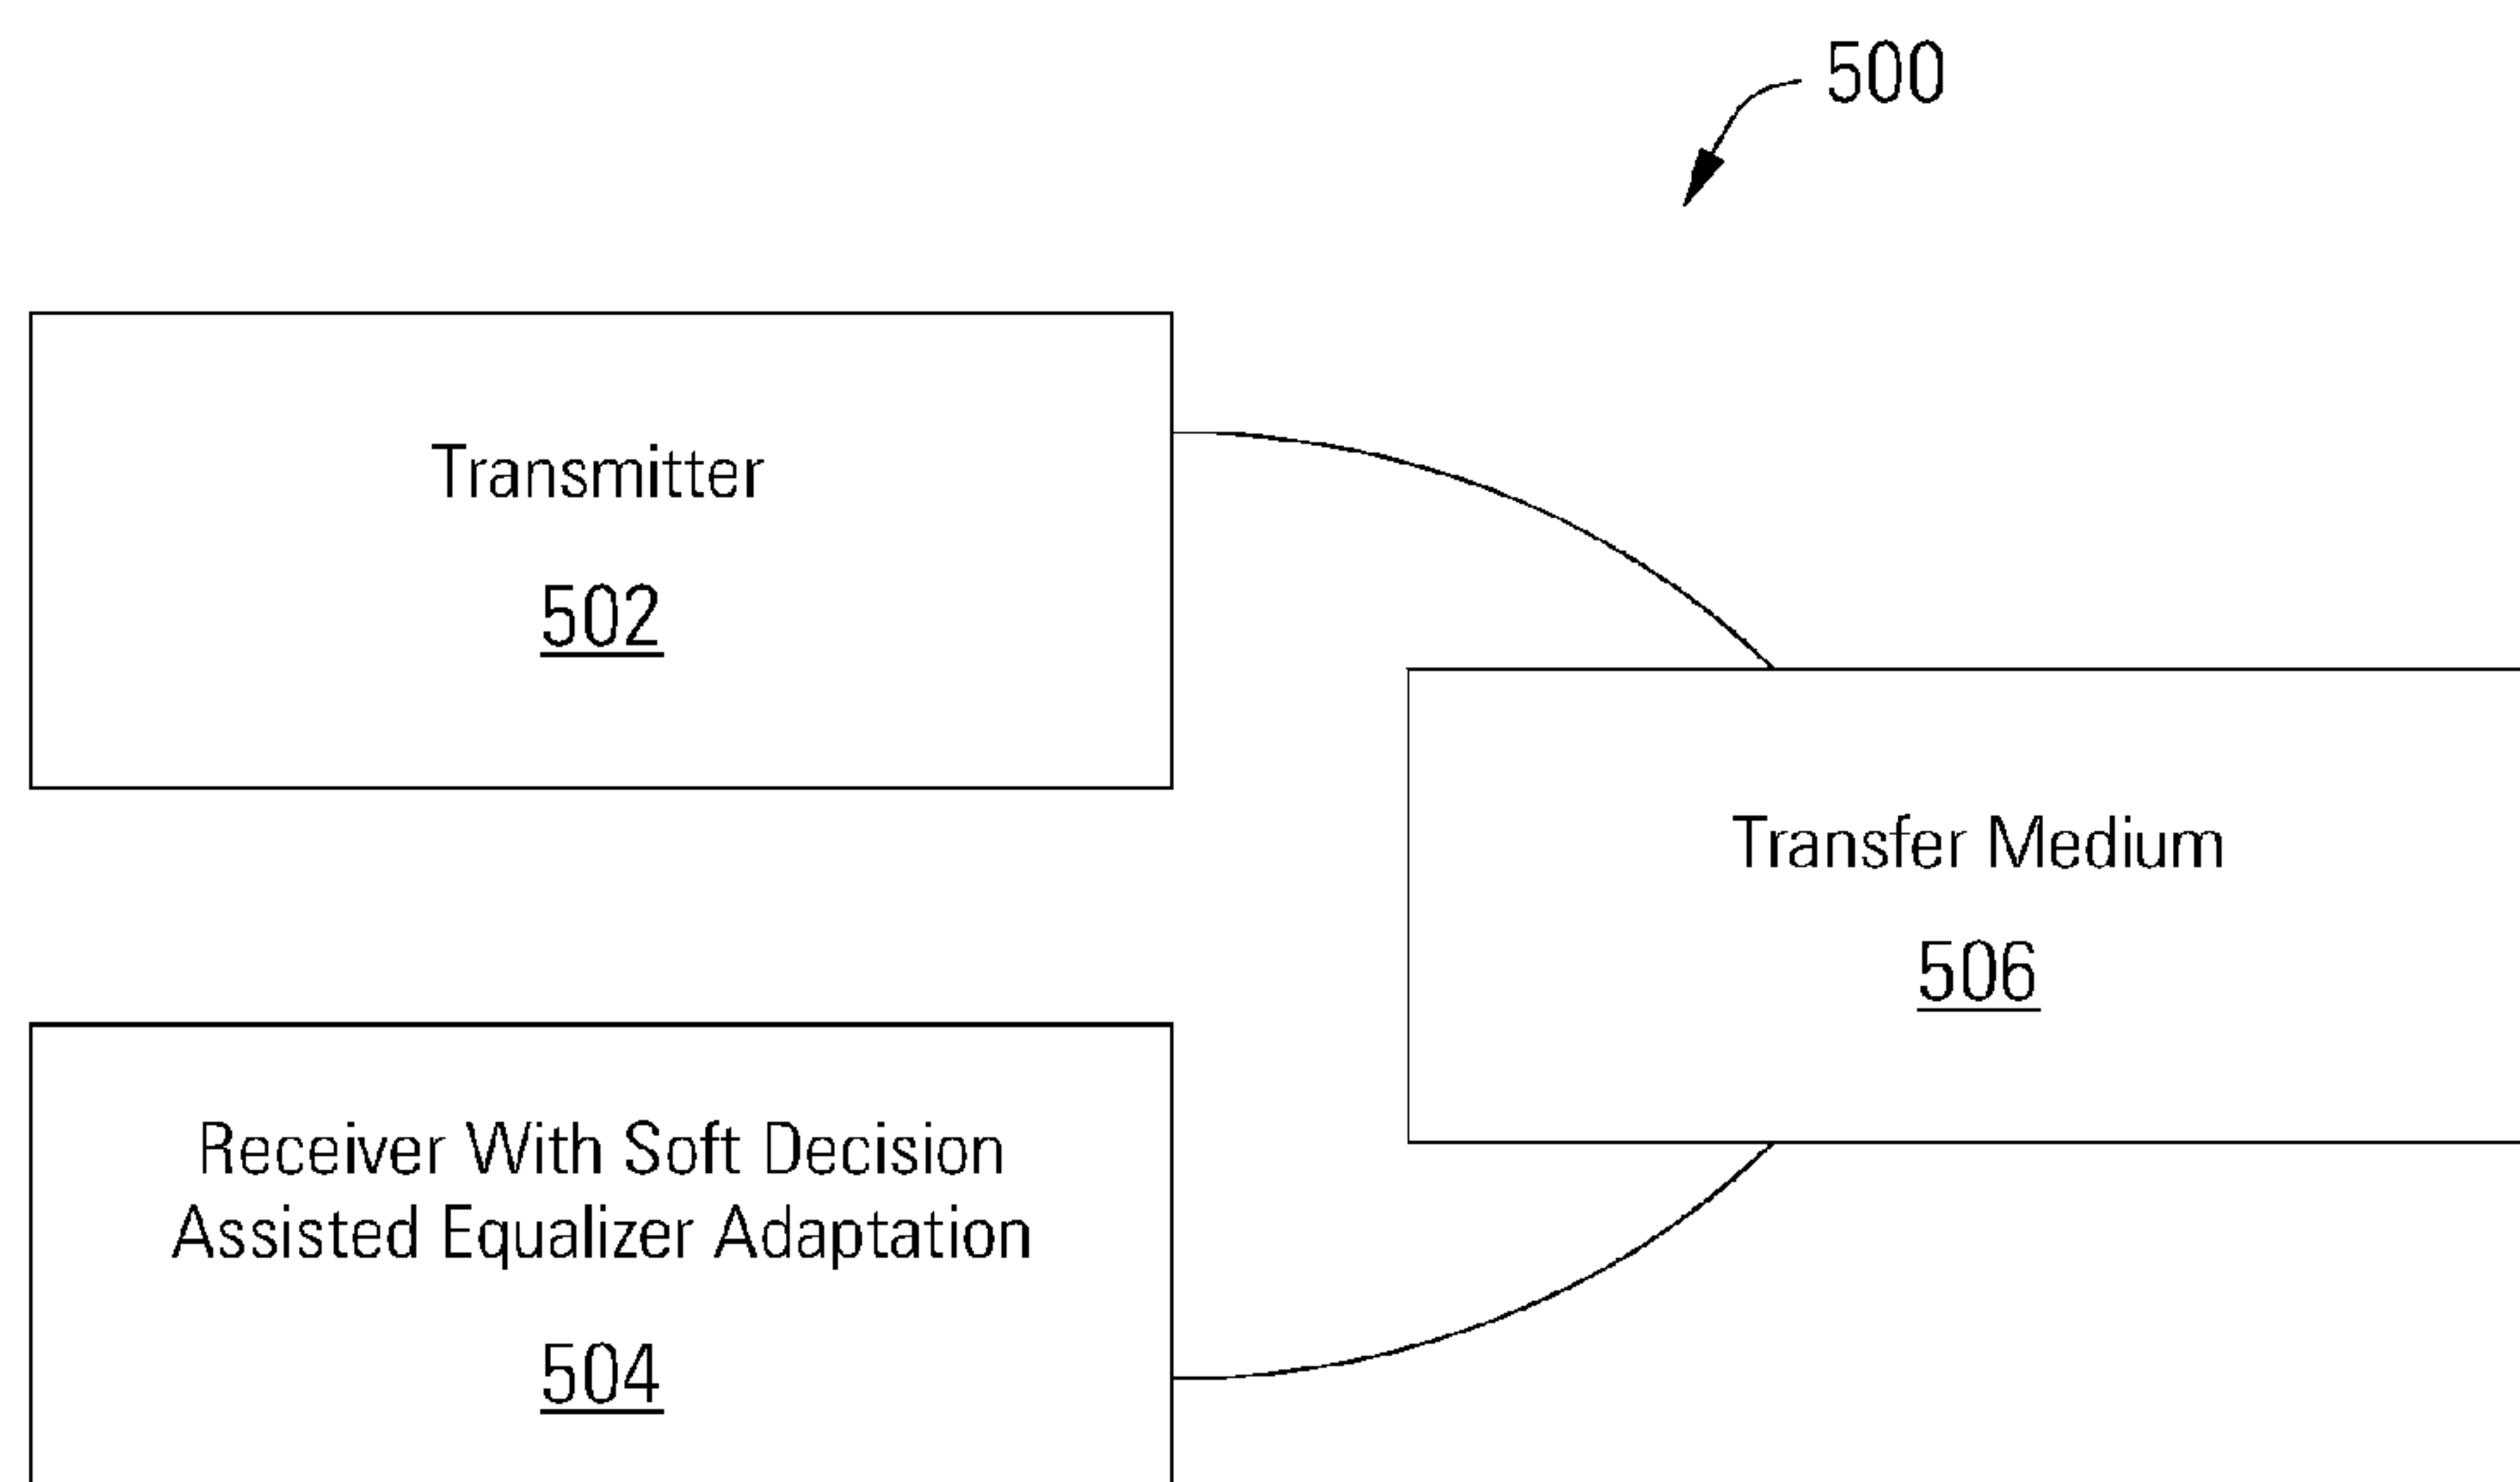 500
Transmitter
502
Transfer Medium
506
Receiver With Soft Decision
Assisted Equalizer Adaptation
504